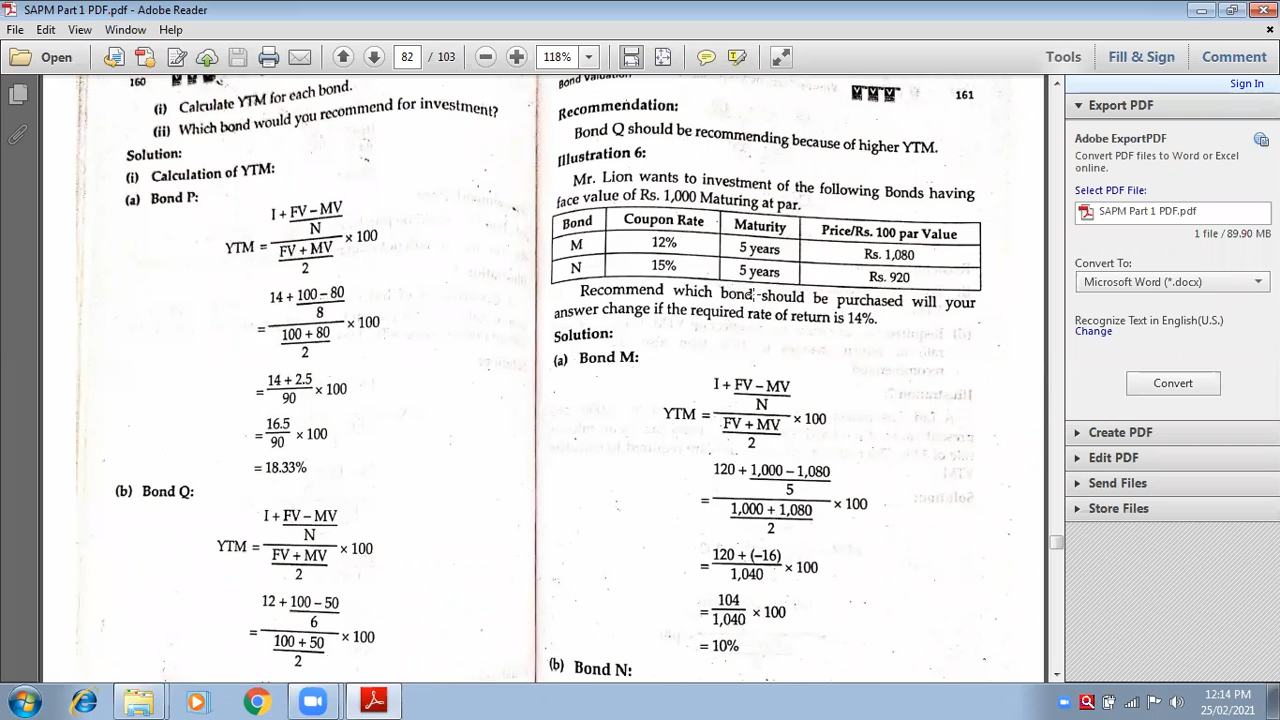 SAPM Part 1 PDF.pdf - Adobe Reader
File Edit View Window Help
Open 82 / 103 118% Tools Fill & Sign Comment
160
(i) Calculate YTM for each bond.
(ii) Which bond would you recommend for investment?
Solution:
(i) Calculation of YTM:
(a) Bond P:
I + FV – MV
N
YTM = × 100
FV + MV
2
14 + 100 – 80
8
= × 100
100 + 80
2
= 14 + 2.5 × 100
90
= 16.5 × 100
90
= 18.33%
(b) Bond Q:
I + FV – MV
N
YTM = × 100
FV + MV
2
12 + 100 – 50
6
= × 100
100 + 50
2
Bond Valuation 161
Recommendation:
Bond Q should be recommending because of higher YTM.
Illustration 6:
Mr. Lion wants to investment of the following Bonds having
face value of Rs. 1,000 Maturing at par.
Bond Coupon Rate Maturity Price/Rs. 100 par Value
M 12% 5 years Rs. 1,080
N 15% 5 years Rs. 920
Recommend which bond should be purchased will your
answer change if the required rate of return is 14%.
Solution:
(a) Bond M:
I + FV – MV
N
YTM = × 100
FV + MV
2
120 + 1,000 – 1,080
5
= × 100
1,000 + 1,080
2
= 120 + (–16) × 100
1,040
= 104 × 100
1,040
= 10%
(b) Bond N:
Sign In
Export PDF
Adobe ExportPDF
Convert PDF files to Word or Excel
online.
Select PDF File:
SAPM Part 1 PDF.pdf
1 file / 89.90 MB
Convert To:
Microsoft Word (*.docx)
Recognize Text in English(U.S.)
Change
Convert
Create PDF
Edit PDF
Send Files
Store Files
12:14 PM
25/02/2021